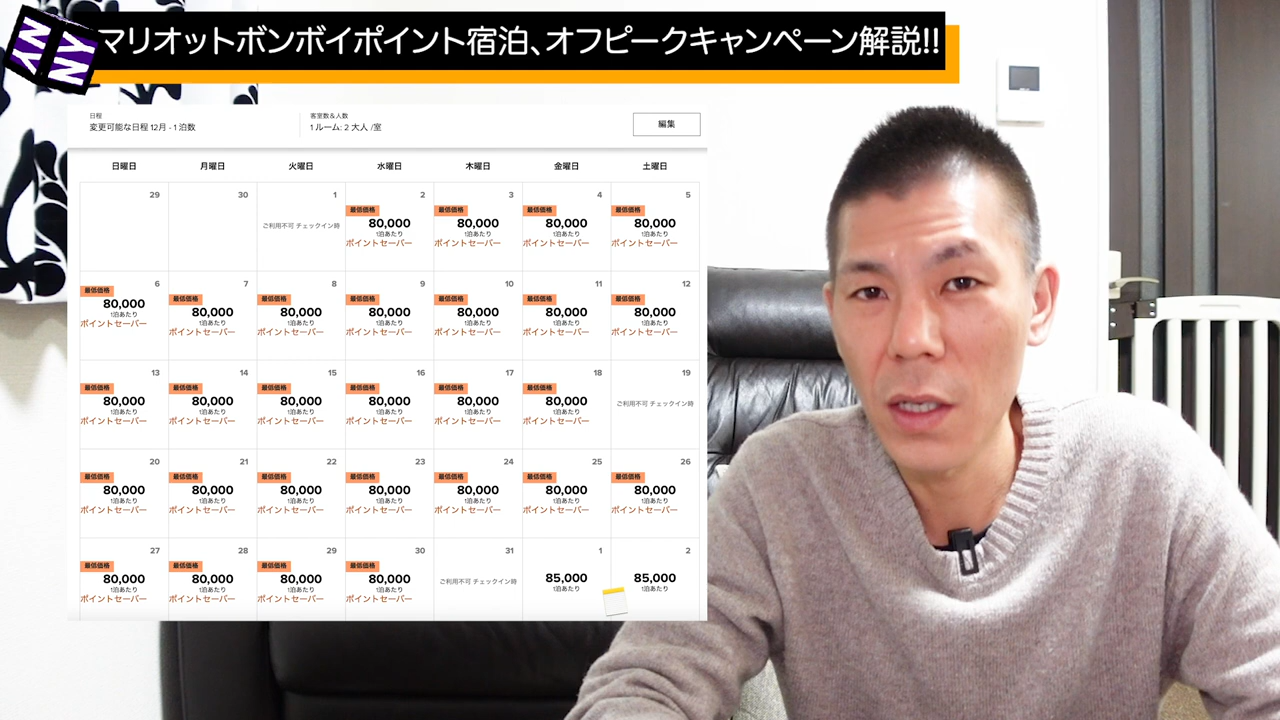 NY NY
マリオットボンボイポイント宿泊、オフピークキャンペーン解説!!
日程
変更可能な日程 12月 - 1 泊数
客室数＆人数
1 ルーム: 2 大人 /室
編集
日曜日 月曜日 火曜日 水曜日 木曜日 金曜日 土曜日
29 30 1 2 3 4 5
最低価格 最低価格 最低価格 最低価格
ご利用不可 チェックイン時 80,000 80,000 80,000 80,000
1泊あたり 1泊あたり 1泊あたり 1泊あたり
ポイントセーバー ポイントセーバー ポイントセーバー ポイントセーバー
6 7 8 9 10 11 12
最低価格 最低価格 最低価格 最低価格 最低価格 最低価格 最低価格
80,000 80,000 80,000 80,000 80,000 80,000 80,000
1泊あたり 1泊あたり 1泊あたり 1泊あたり 1泊あたり 1泊あたり 1泊あたり
ポイントセーバー ポイントセーバー ポイントセーバー ポイントセーバー ポイントセーバー ポイントセーバー ポイントセーバー
13 14 15 16 17 18 19
最低価格 最低価格 最低価格 最低価格 最低価格 最低価格
80,000 80,000 80,000 80,000 80,000 80,000 ご利用不可 チェックイン時
1泊あたり 1泊あたり 1泊あたり 1泊あたり 1泊あたり 1泊あたり
ポイントセーバー ポイントセーバー ポイントセーバー ポイントセーバー ポイントセーバー ポイントセーバー
20 21 22 23 24 25 26
最低価格 最低価格 最低価格 最低価格 最低価格 最低価格 最低価格
80,000 80,000 80,000 80,000 80,000 80,000 80,000
1泊あたり 1泊あたり 1泊あたり 1泊あたり 1泊あたり 1泊あたり 1泊あたり
ポイントセーバー ポイントセーバー ポイントセーバー ポイントセーバー ポイントセーバー ポイントセーバー ポイントセーバー
27 28 29 30 31 1 2
最低価格 最低価格 最低価格 最低価格
80,000 80,000 80,000 80,000 ご利用不可 チェックイン時 85,000 85,000
1泊あたり 1泊あたり 1泊あたり 1泊あたり 1泊あたり 1泊あたり
ポイントセーバー ポイントセーバー ポイントセーバー ポイントセーバー